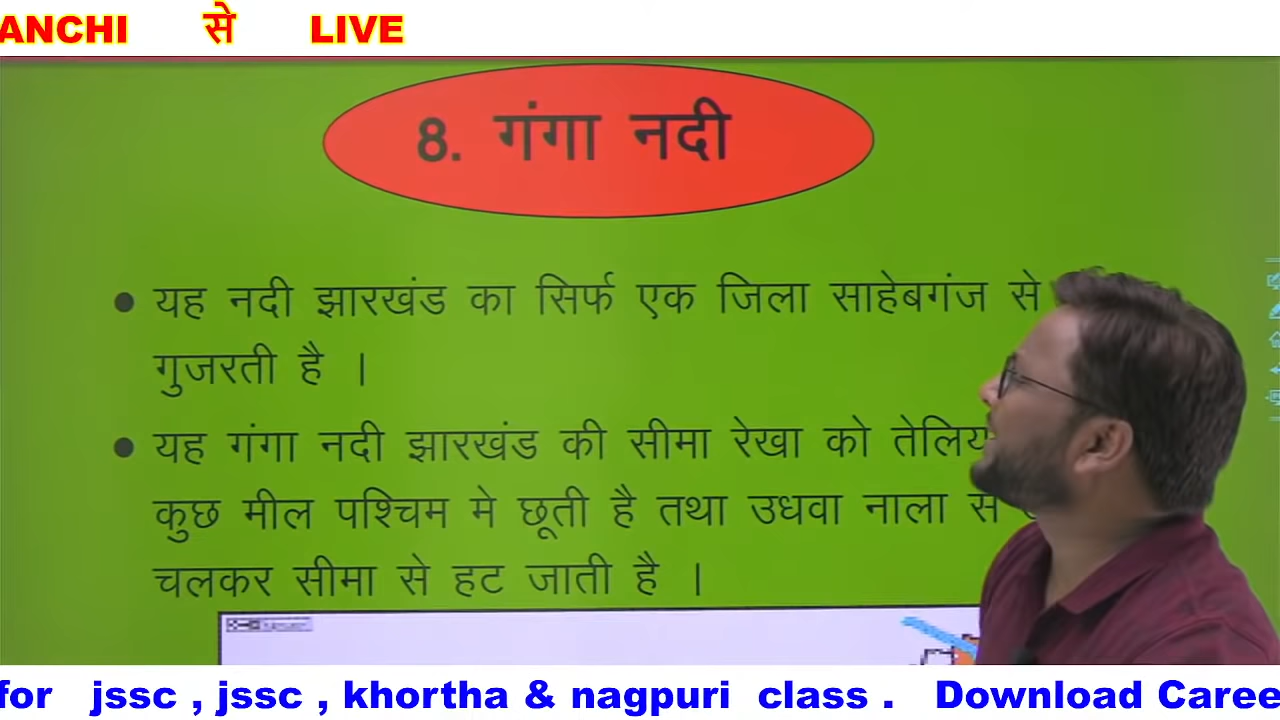 ANCHI से LIVE
8. गंगा नदी
• यह नदी झारखंड का सिर्फ एक जिला साहेबगंज से
गुजरती है ।
• यह गंगा नदी झारखंड की सीमा रेखा को
कुछ मील पश्चिम मे छूती है तथा उधवा नाला से
चलकर सीमा से हट जाती है ।
for jssc , jssc , khortha & nagpuri class . Download Caree